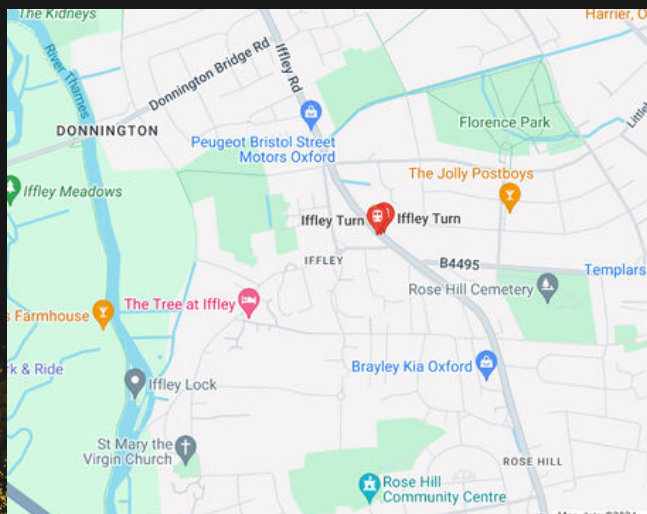 The Kidneys
Harrier, O
River Thames
Donnington Bridge Rd
Iffley Rd
DONNINGTON
Peugeot Bristol Street
Motors Oxford
Florence Park
Little
The Jolly Postboys
Iffley Meadows
Iffley Turn
Iffley Turn
IFFLEY
B4495
Templars
Rose Hill Cemetery
The Tree at Iffley
s Farmhouse
rk & Ride
Iffley Lock
Brayley Kia Oxford
St Mary the
Virgin Church
ROSE HILL
Rose Hill
Community Centre